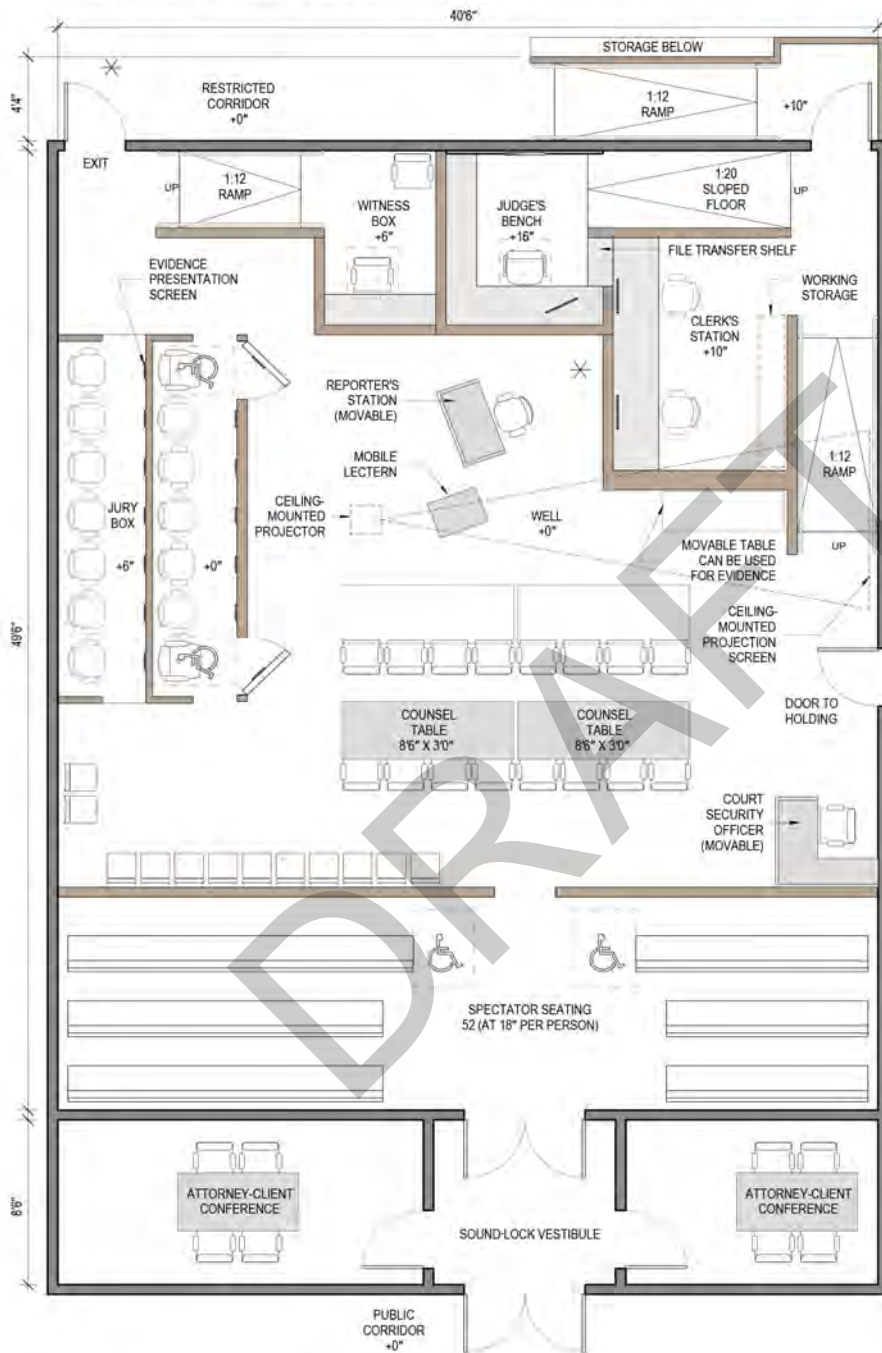 40'6"
STORAGE BELOW
4'4"
RESTRICTED
CORRIDOR
+0"
1:12
RAMP
+10"
EXIT
UP
1:12
RAMP
WITNESS
BOX
+6"
JUDGE'S
BENCH
+16"
1:20
SLOPED
FLOOR
UP
FILE TRANSFER SHELF
EVIDENCE
PRESENTATION
SCREEN
WORKING
STORAGE
CLERK'S
STATION
+10"
REPORTER'S
STATION
(MOVABLE)
MOBILE
LECTERN
CEILING-
MOUNTED
PROJECTOR
WELL
+0"
1:12
RAMP
UP
JURY
BOX
+6"
+0"
MOVABLE TABLE
CAN BE USED
FOR EVIDENCE
CEILING-
MOUNTED
PROJECTION
SCREEN
49'6"
DOOR TO
HOLDING
COUNSEL
TABLE
8'6" X 3'0"
COUNSEL
TABLE
8'6" X 3'0"
COURT
SECURITY
OFFICER
(MOVABLE)
SPECTATOR SEATING
52 (AT 18" PER PERSON)
8'6"
ATTORNEY-CLIENT
CONFERENCE
ATTORNEY-CLIENT
CONFERENCE
SOUND-LOCK VESTIBULE
PUBLIC
CORRIDOR
+0"
DRAFT